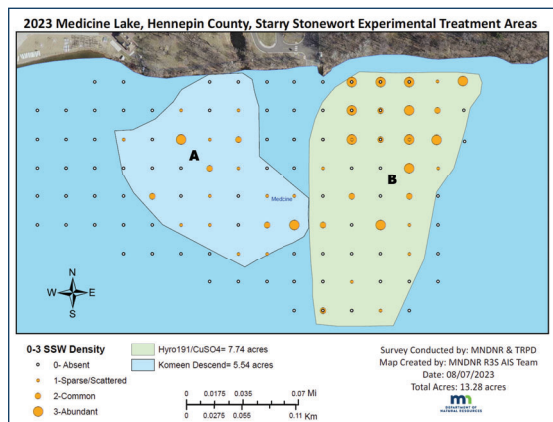 2023 Medicine Lake, Hennepin County, Starry Stonewort Experimental Treatment Areas
A
B
Medicine
N
W E
S
0-3 SSW Density
0- Absent
1-Sparse/Scattered
2-Common
3-Abundant
Hyro191/CuSO4= 7.74 acres
Komeen Descend= 5.54 acres
0 0.0175 0.035 0.07 Mi
0 0.0275 0.055 0.11 Km
Survey Conducted by: MNDNR & TRPD
Map Created by: MNDNR R3S AIS Team
Date: 08/07/2023
Total Acres: 13.28 acres
DEPARTMENT OF
NATURAL RESOURCES